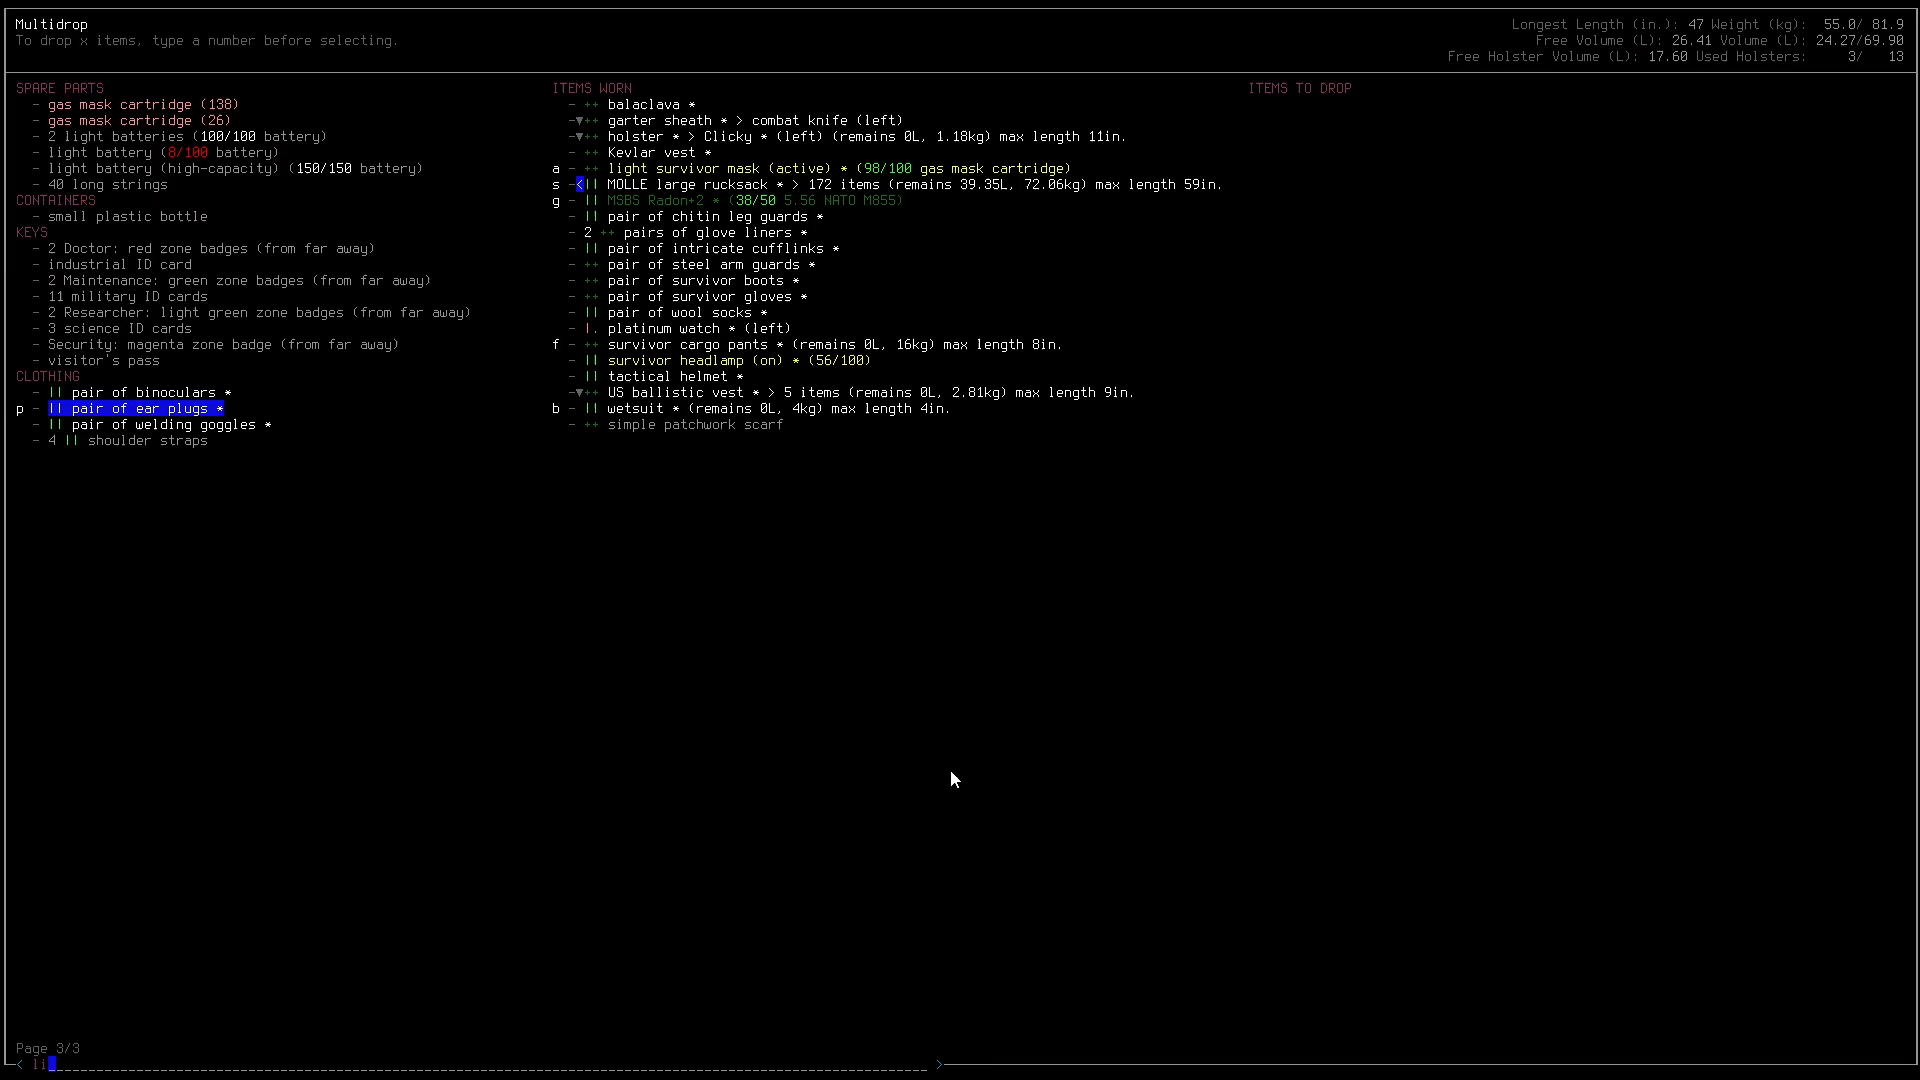 Multidrop
To drop x items, type a number before selecting.
Longest Length (in.): 47 Weight (kg): 55.0/ 81.9
Free Volume (L): 26.41 Volume (L): 24.27/69.90
Free Holster Volume (L): 17.60 Used Holsters: 3/ 13
SPARE PARTS
- gas mask cartridge (138)
- gas mask cartridge (26)
- 2 light batteries (100/100 battery)
- light battery (8/100 battery)
- light battery (high-capacity) (150/150 battery)
- 40 long strings
CONTAINERS
- small plastic bottle
KEYS
- 2 Doctor: red zone badges (from far away)
- industrial ID card
- 2 Maintenance: green zone badges (from far away)
- 11 military ID cards
- 2 Researcher: light green zone badges (from far away)
- 3 science ID cards
- Security: magenta zone badge (from far away)
- visitor's pass
CLOTHING
- || pair of binoculars *
p - || pair of ear plugs *
- || pair of welding goggles *
- 4 || shoulder straps
ITEMS WORN
- ++ balaclava *
-▼++ garter sheath * > combat knife (left)
-▼++ holster * > Clicky * (left) (remains 0L, 1.18kg) max length 11in.
- ++ Kevlar vest *
a - ++ light survivor mask (active) * (98/100 gas mask cartridge)
s -<|| MOLLE large rucksack * > 172 items (remains 39.35L, 72.06kg) max length 59in.
g - || MSBS Radon+2 * (38/50 5.56 NATO M855)
- || pair of chitin leg guards *
- 2 ++ pairs of glove liners *
- || pair of intricate cufflinks *
- ++ pair of steel arm guards *
- ++ pair of survivor boots *
- ++ pair of survivor gloves *
- || pair of wool socks *
- |. platinum watch * (left)
f - ++ survivor cargo pants * (remains 0L, 16kg) max length 8in.
- || survivor headlamp (on) * (56/100)
- || tactical helmet *
-▼++ US ballistic vest * > 5 items (remains 0L, 2.81kg) max length 9in.
b - || wetsuit * (remains 0L, 4kg) max length 4in.
- ++ simple patchwork scarf
ITEMS TO DROP
Page 3/3
< li >